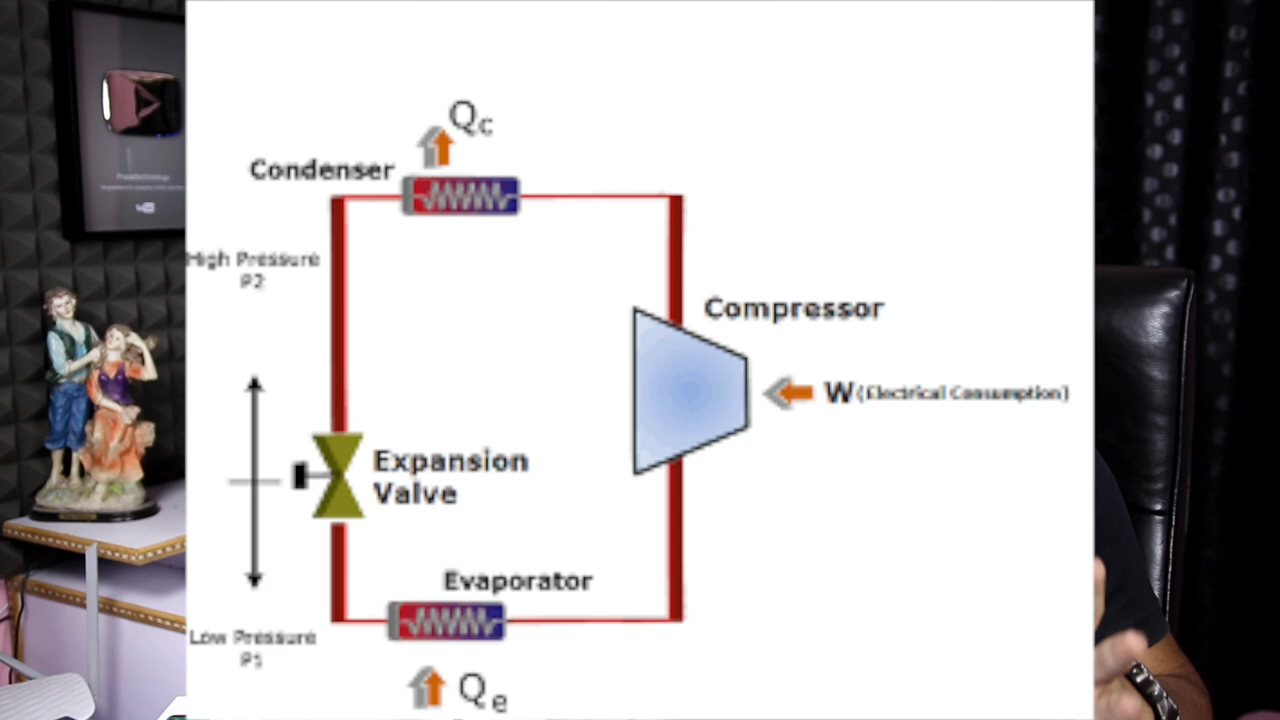 Qc
Condenser
High Pressure
P2
Compressor
W (Electrical Consumption)
Expansion
Valve
Evaporator
Low Pressure
P1
Qe